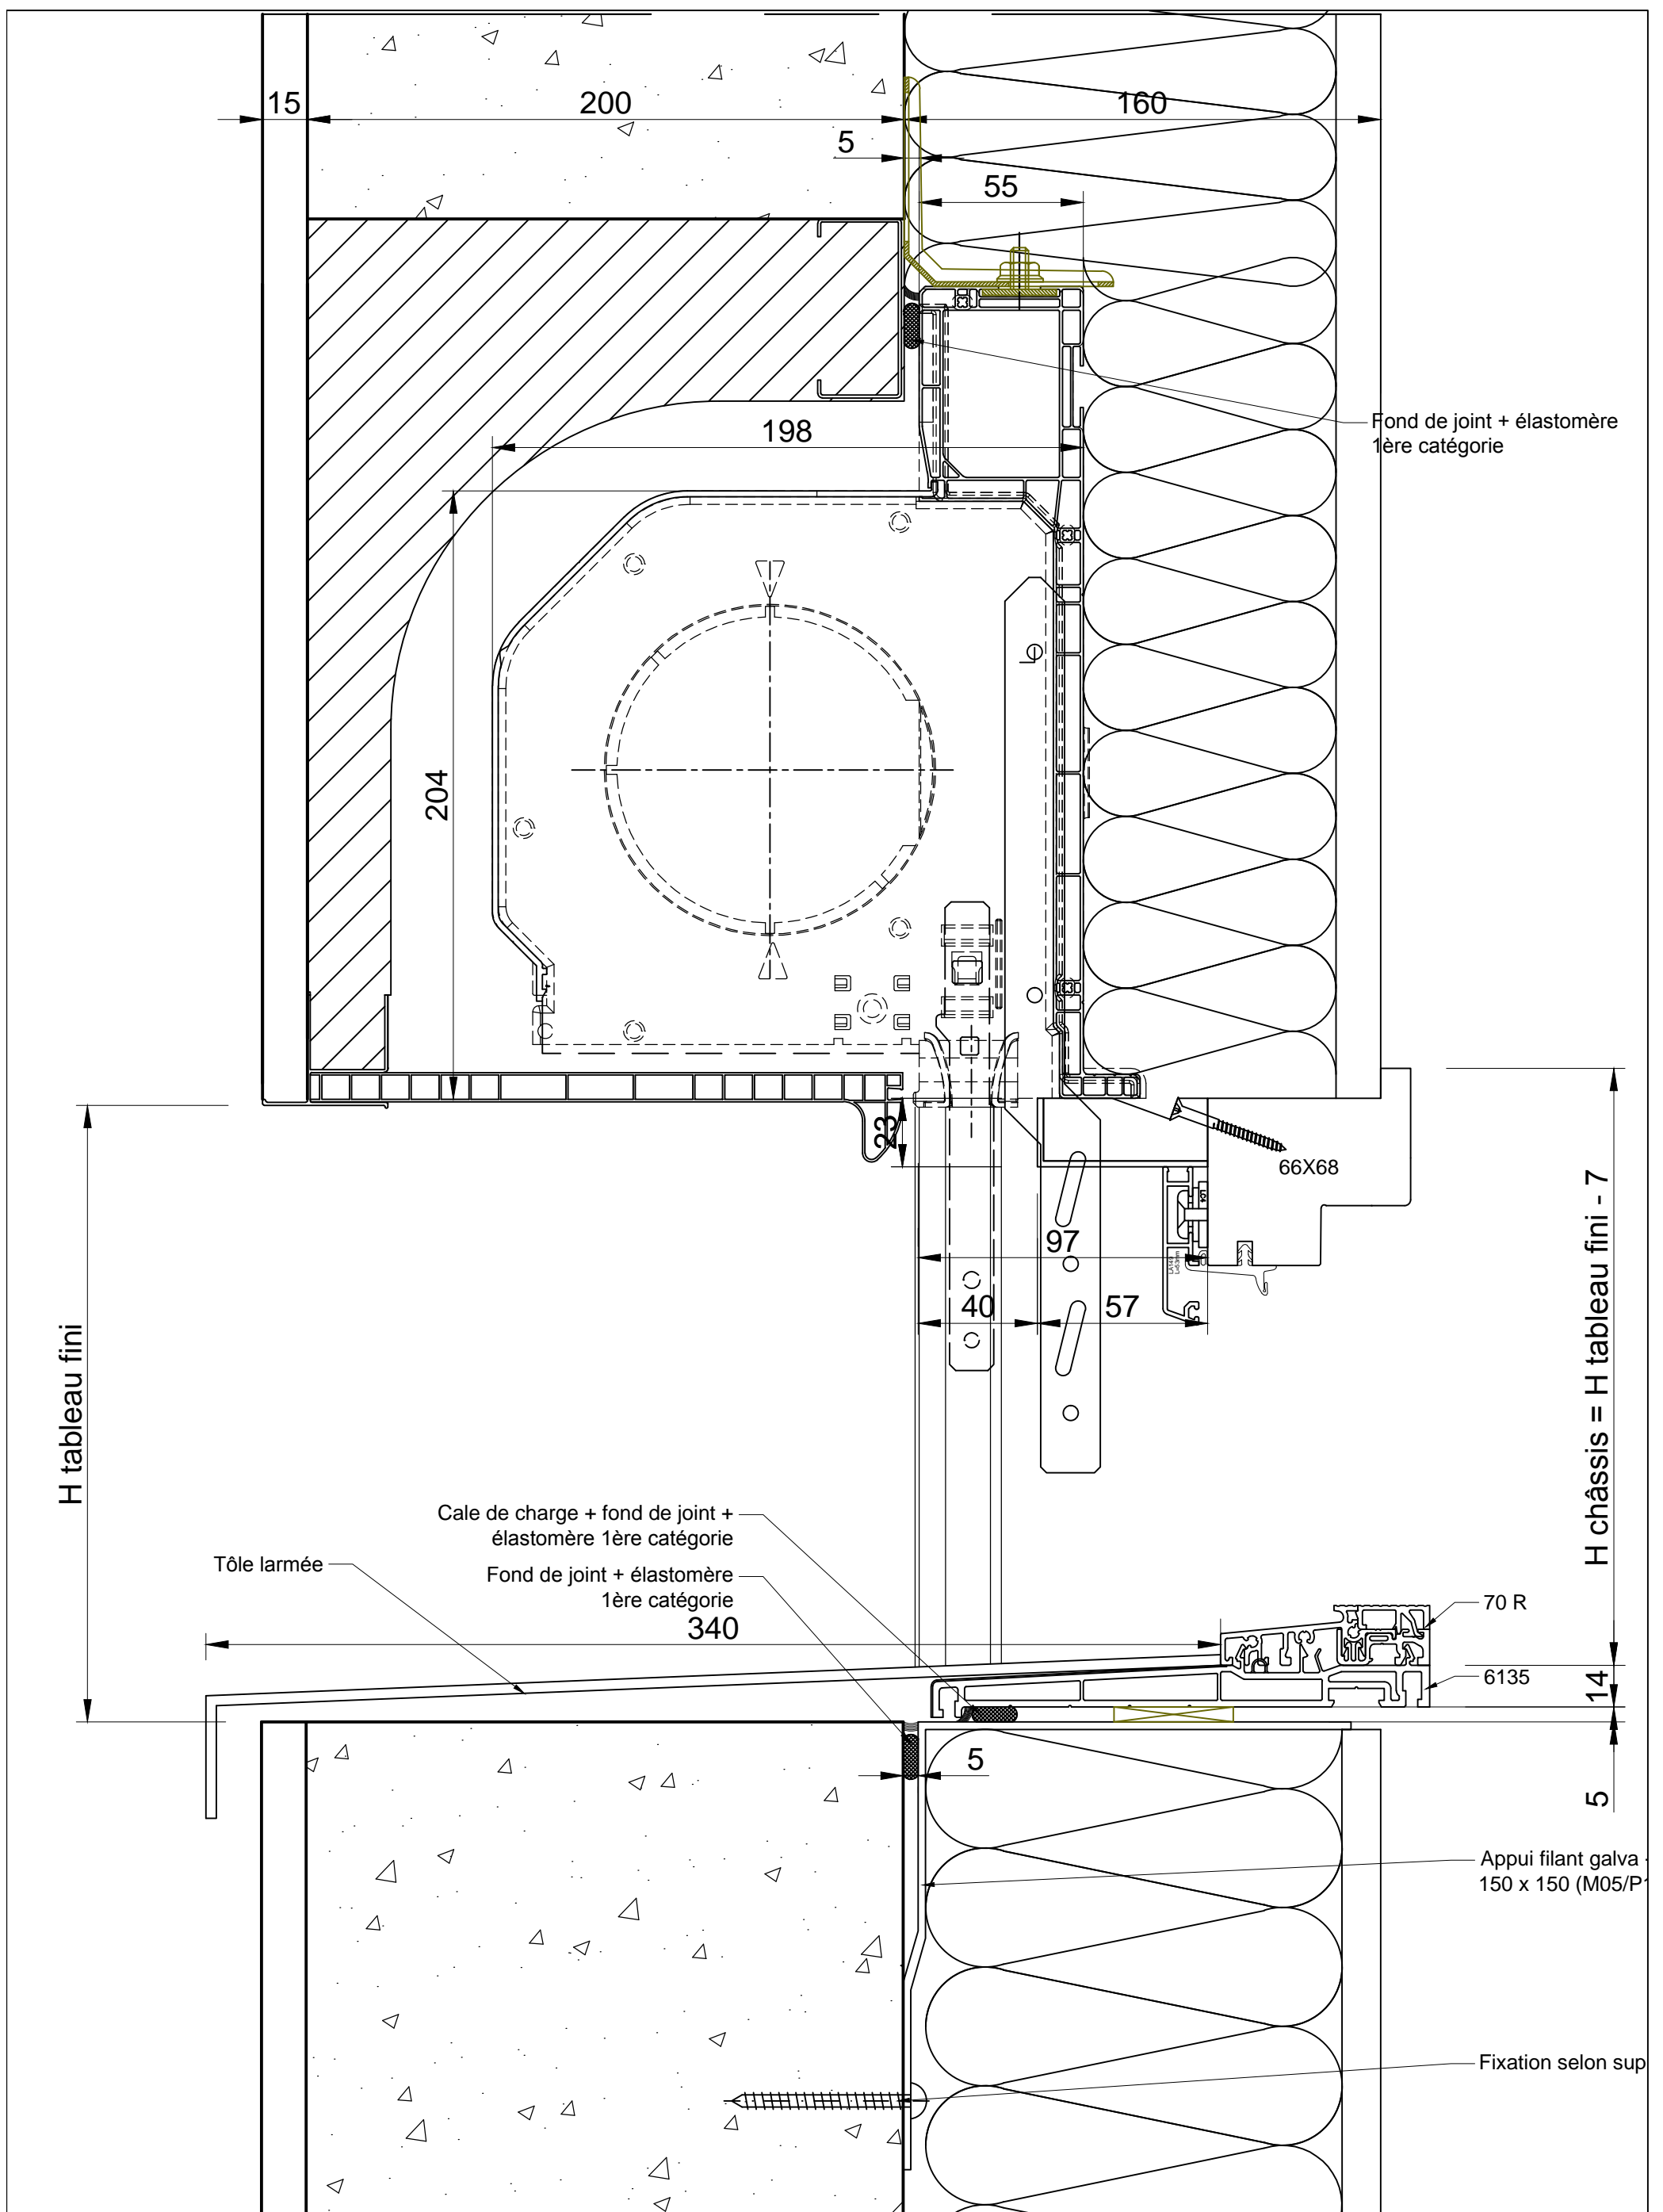 15
200
160
5
55
Fond de joint + élastomère
1ère catégorie
198
204
23
66X68
97
40
57
H tableau fini
H châssis = H tableau fini - 7
Cale de charge + fond de joint +
élastomère 1ère catégorie
Tôle larmée
Fond de joint + élastomère
1ère catégorie
340
70 R
6135
14
5
5
Appui filant galva
150 x 150 (M05/P
Fixation selon sup